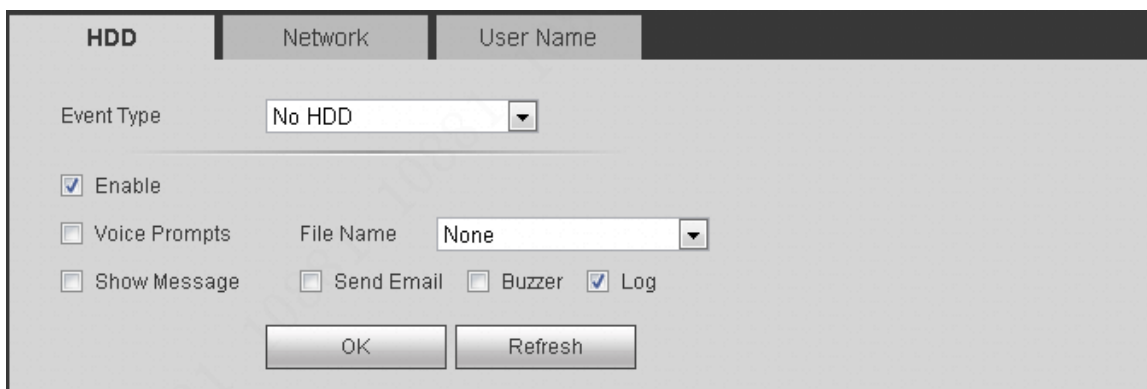 HDD Network User Name
Event Type No HDD
Enable
Voice Prompts File Name None
Show Message Send Email Buzzer Log
OK Refresh